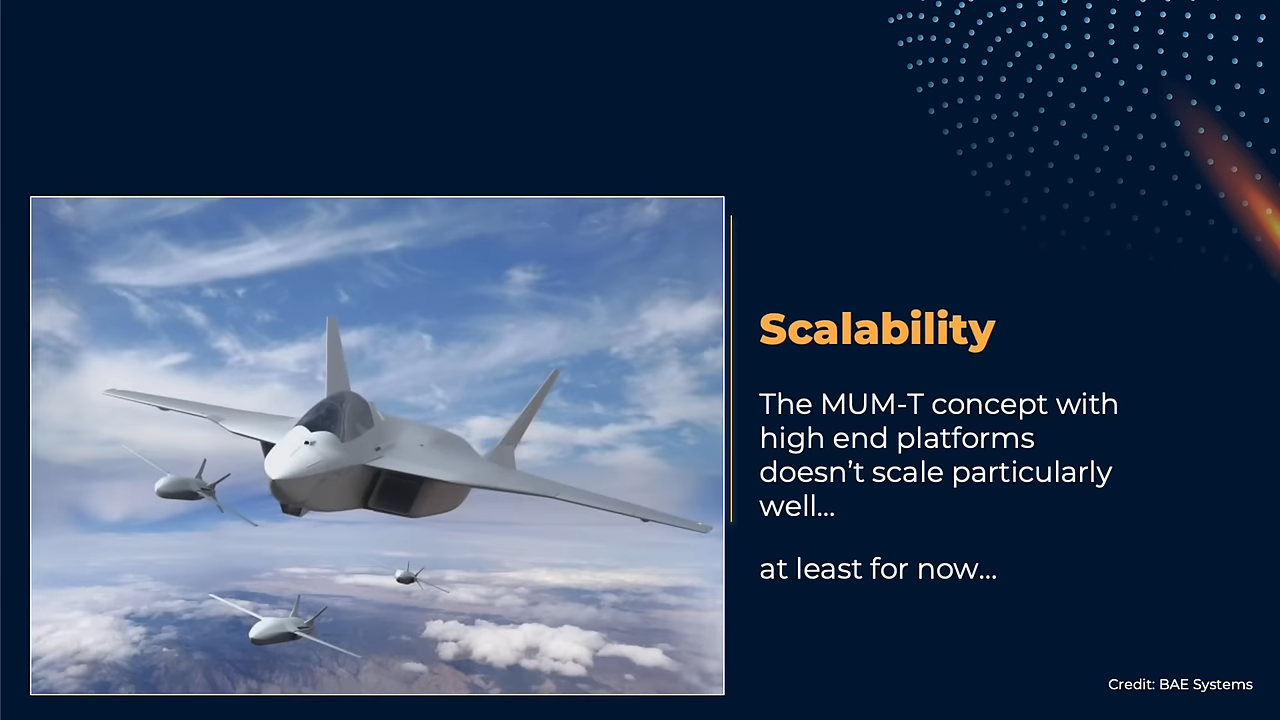 Scalability
The MUM-T concept with
high end platforms
doesn’t scale particularly
well...
at least for now...
Credit: BAE Systems